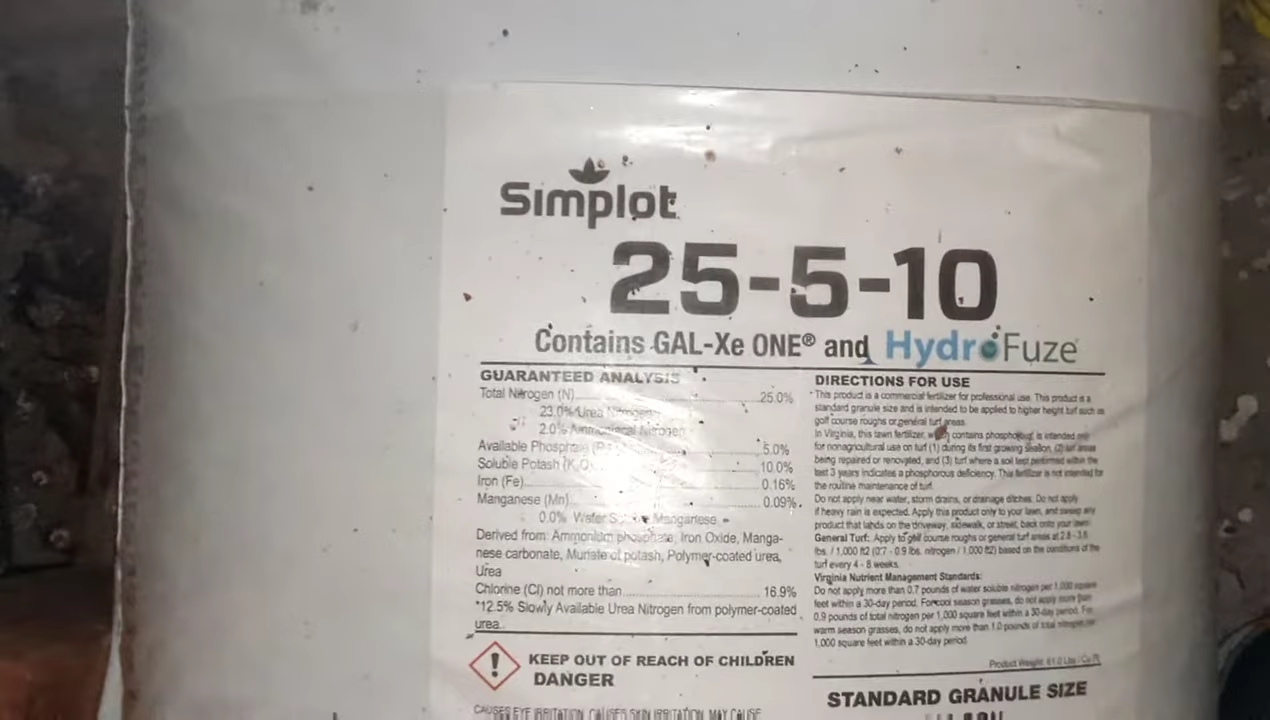 Simplot
25-5-10
Contains GAL-Xe ONE® and HydroFuze
GUARANTEED ANALYSIS
Total Nitrogen (N) 25.0%
23.0% Urea Nitrogen
2.0% Ammoniacal Nitrogen
Available Phosphate 5.0%
Soluble Potash (K₂O) 10.0%
Iron (Fe) 0.16%
Manganese (Mn) 0.09%
0.0% Water Manganese
Derived from: Ammonium phosphate, Iron Oxide, Manga-
nese carbonate, Muriate of potash, Polymer-coated urea,
Urea
Chlorine (Cl) not more than 16.9%
*12.5% Slowly Available Urea Nitrogen from polymer-coated
urea.
KEEP OUT OF REACH OF CHILDREN
DANGER
CAUSES EYE IRRITATION, CAUSES SKIN IRRITATION, MAY CAUSE
DIRECTIONS FOR USE
This product is a commercial fertilizer for professional use. This product is a
standard granule size and is intended to be applied to higher height turf such as
golf course roughs or general turf areas.
In Virginia, this lawn fertilizer, contains is intended only
for nonagricultural use on turf (1) during its first growing season, (2) turf areas
being repaired or renovated, and (3) turf where a soil test performed within the
last 3 years indicates a phosphorous deficiency. This fertilizer is not intended for
the routine maintenance of turf.
Do not apply near water, storm drains, or drainage ditches. Do not apply
if heavy rain is expected. Apply this product only to your lawn, and sweep any
product that lands on the driveway, sidewalk, or street, back onto your lawn.
General Turf: Apply to golf course roughs or general turf areas at 2.8 - 3.6
lbs. / 1,000 ft2 (0.7 - 0.9 lbs. nitrogen / 1,000 ft2) based on the conditions of the
turf every 4 - 8 weeks.
Virginia Nutrient Management Standards:
Do not apply more than 0.7 pounds of water soluble nitrogen per 1,000 square
feet within a 30-day period. For cool season grasses, do not apply more than
0.9 pounds of total nitrogen per 1,000 square feet within a 30-day period. For
warm season grasses, do not apply more than 1.0 pounds of total nitrogen per
1,000 square feet within a 30-day period.
Product Weight: Lbs / Cu Ft
STANDARD GRANULE SIZE